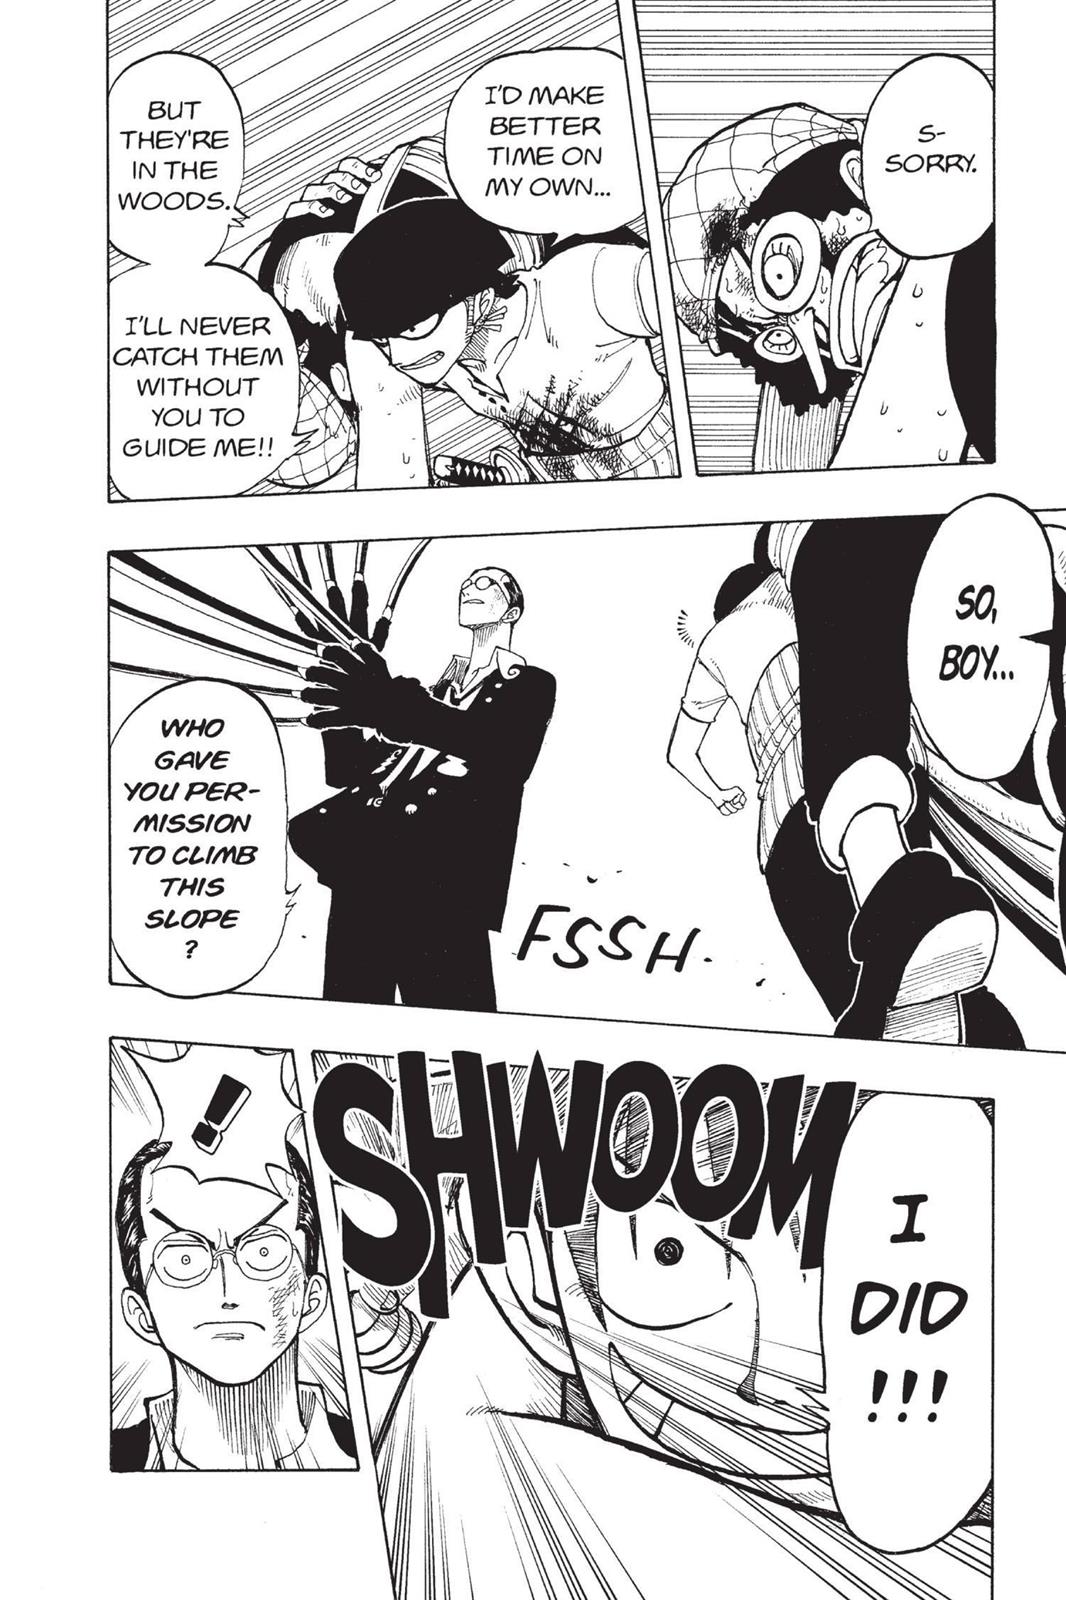 S-
SORRY.
I'D MAKE
BETTER
TIME ON
MY OWN...
BUT
THEY'RE
IN THE
WOODS.
I'LL NEVER
CATCH THEM
WITHOUT
YOU TO
GUIDE ME!!
SO,
BOY...
WHO
GAVE
YOU PER-
MISSION
TO CLIMB
THIS
SLOPE
?
FSSH.
I
DID
!!!
SHWOOM
!